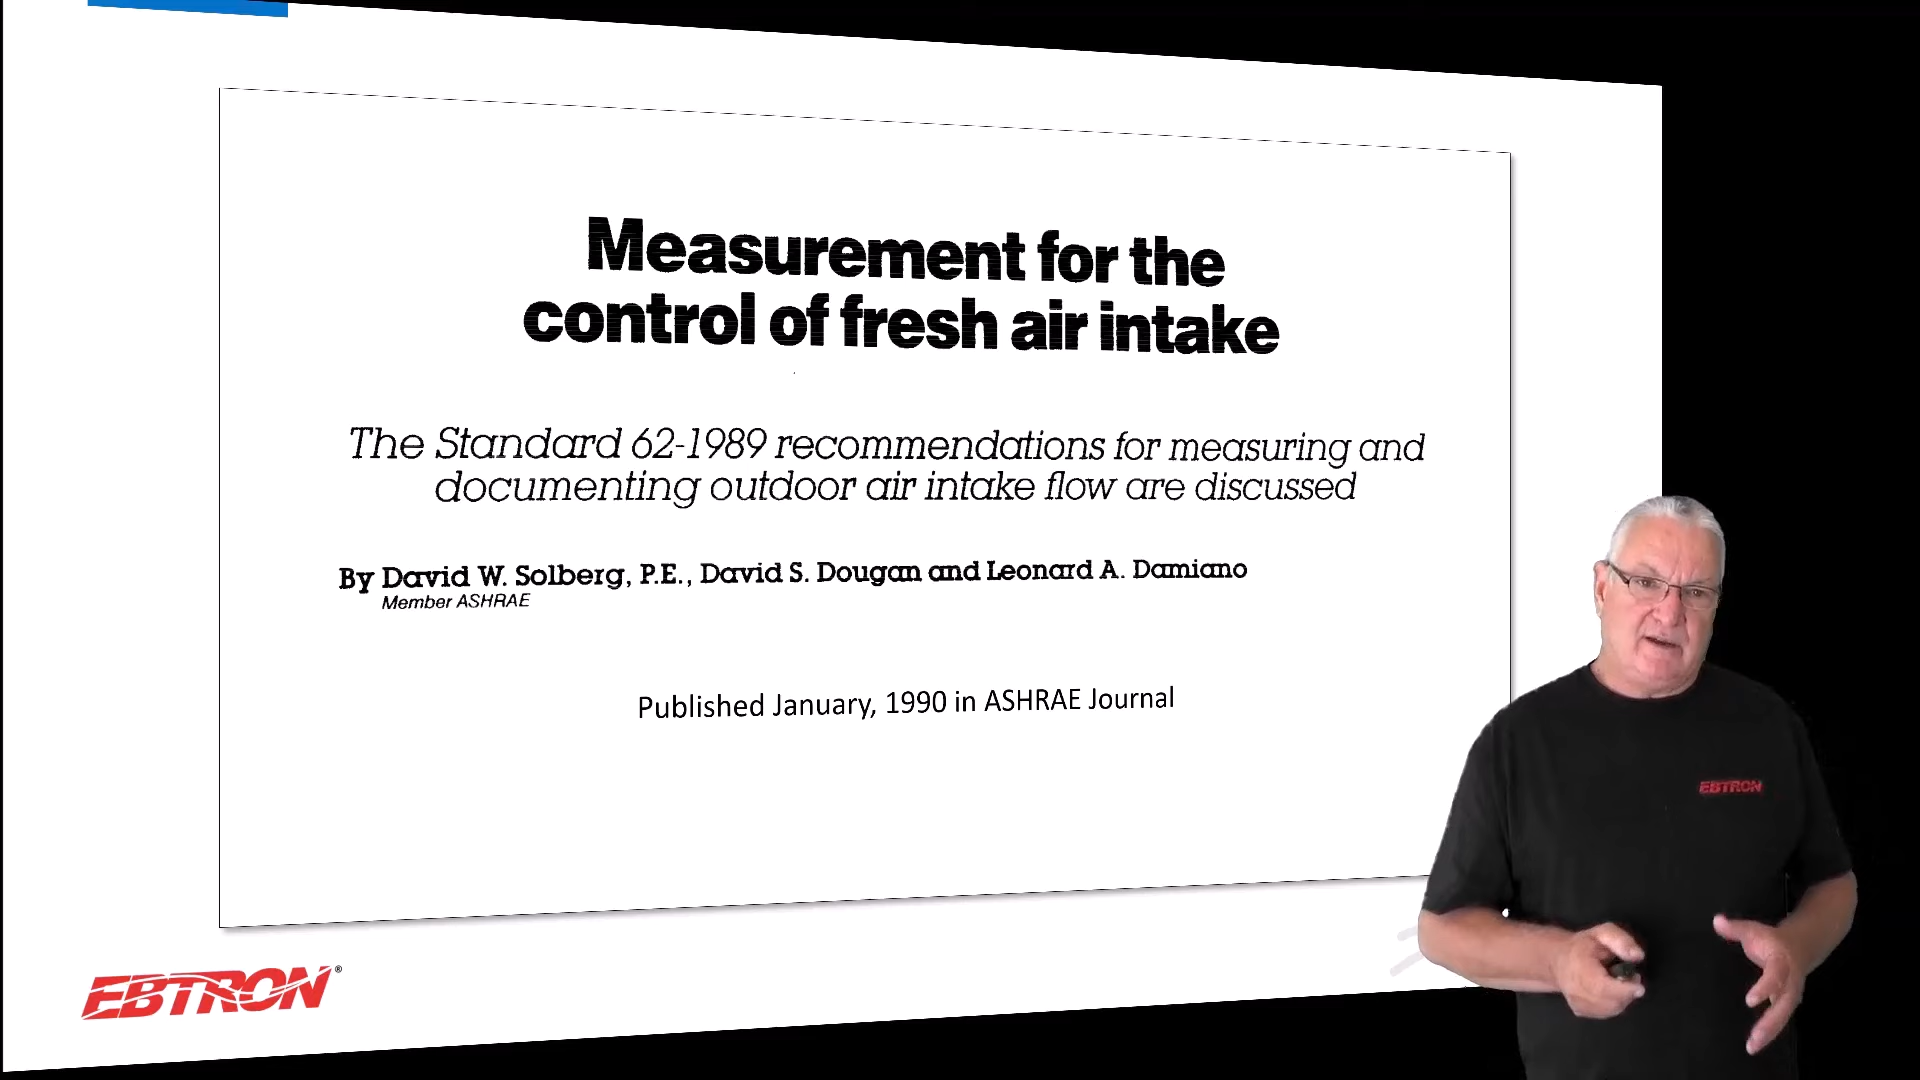 Measurement for the
control of fresh air intake
The Standard 62-1989 recommendations for measuring and
documenting outdoor air intake flow are discussed
By David W. Solberg, P.E., David S. Dougan and Leonard A. Damiano
Member ASHRAE
Published January, 1990 in ASHRAE Journal
EBTRON®
EBTRON